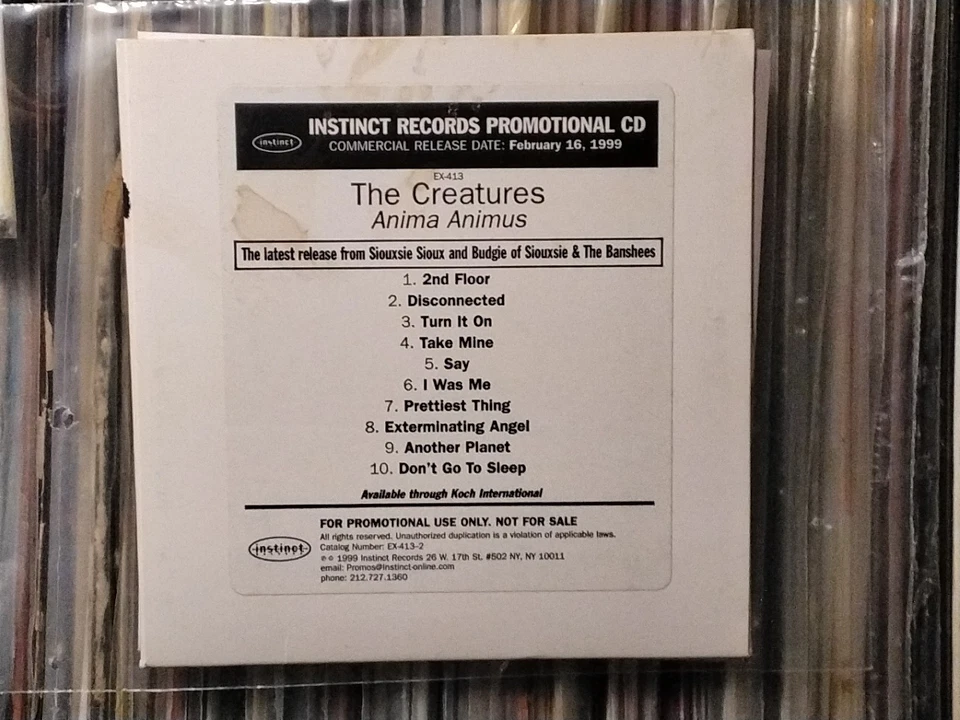 INSTINCT RECORDS PROMOTIONAL CD
instinct
COMMERCIAL RELEASE DATE: February 16, 1999
EX-413
The Creatures
Anima Animus
The latest release from Siouxsie Sioux and Budgie of Siouxsie & The Banshees
1. 2nd Floor
2. Disconnected
3. Turn It On
4. Take Mine
5. Say
6. I Was Me
7. Prettiest Thing
8. Exterminating Angel
9. Another Planet
10. Don't Go To Sleep
Available through Koch International
FOR PROMOTIONAL USE ONLY. NOT FOR SALE
All rights reserved. Unauthorized duplication is a violation of applicable laws.
instinct
Catalog Number: EX-413-2
℗© 1999 Instinct Records 26 W. 17th St. #502 NY, NY 10011
email: Promos@instinct-online.com
phone: 212.727.1360